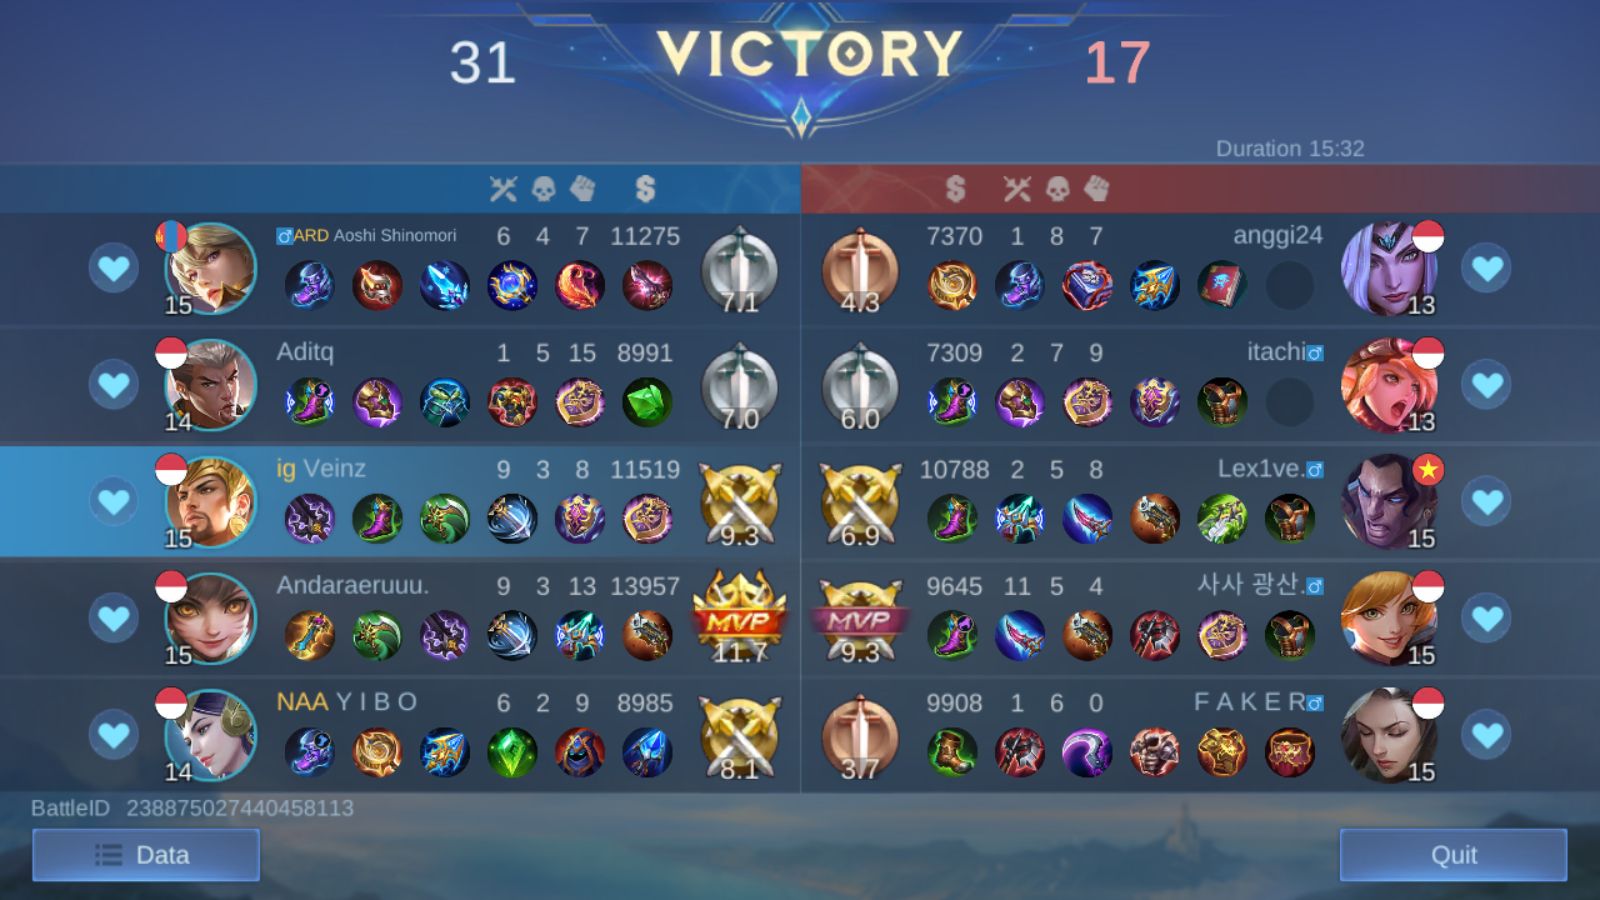 31 VICTORY 17
Duration 15:32
ARD Aoshi Shinomori 6 4 7 11275 7.1 15
4.3 7370 1 8 7 anggi24 13
Aditq 1 5 15 8991 7.0 14
6.0 7309 2 7 9 itachi 13
ig Veinz 9 3 8 11519 9.3 15
6.9 10788 2 5 8 Lex1ve. 15
Andaraeruuu. 9 3 13 13957 MVP 11.7 15
MVP 9.3 9645 11 5 4 사사 광산. 15
NAA Y I B O 6 2 9 8985 8.1 14
3.7 9908 1 6 0 F A K E R 15
BattleID 238875027440458113
Data
Quit